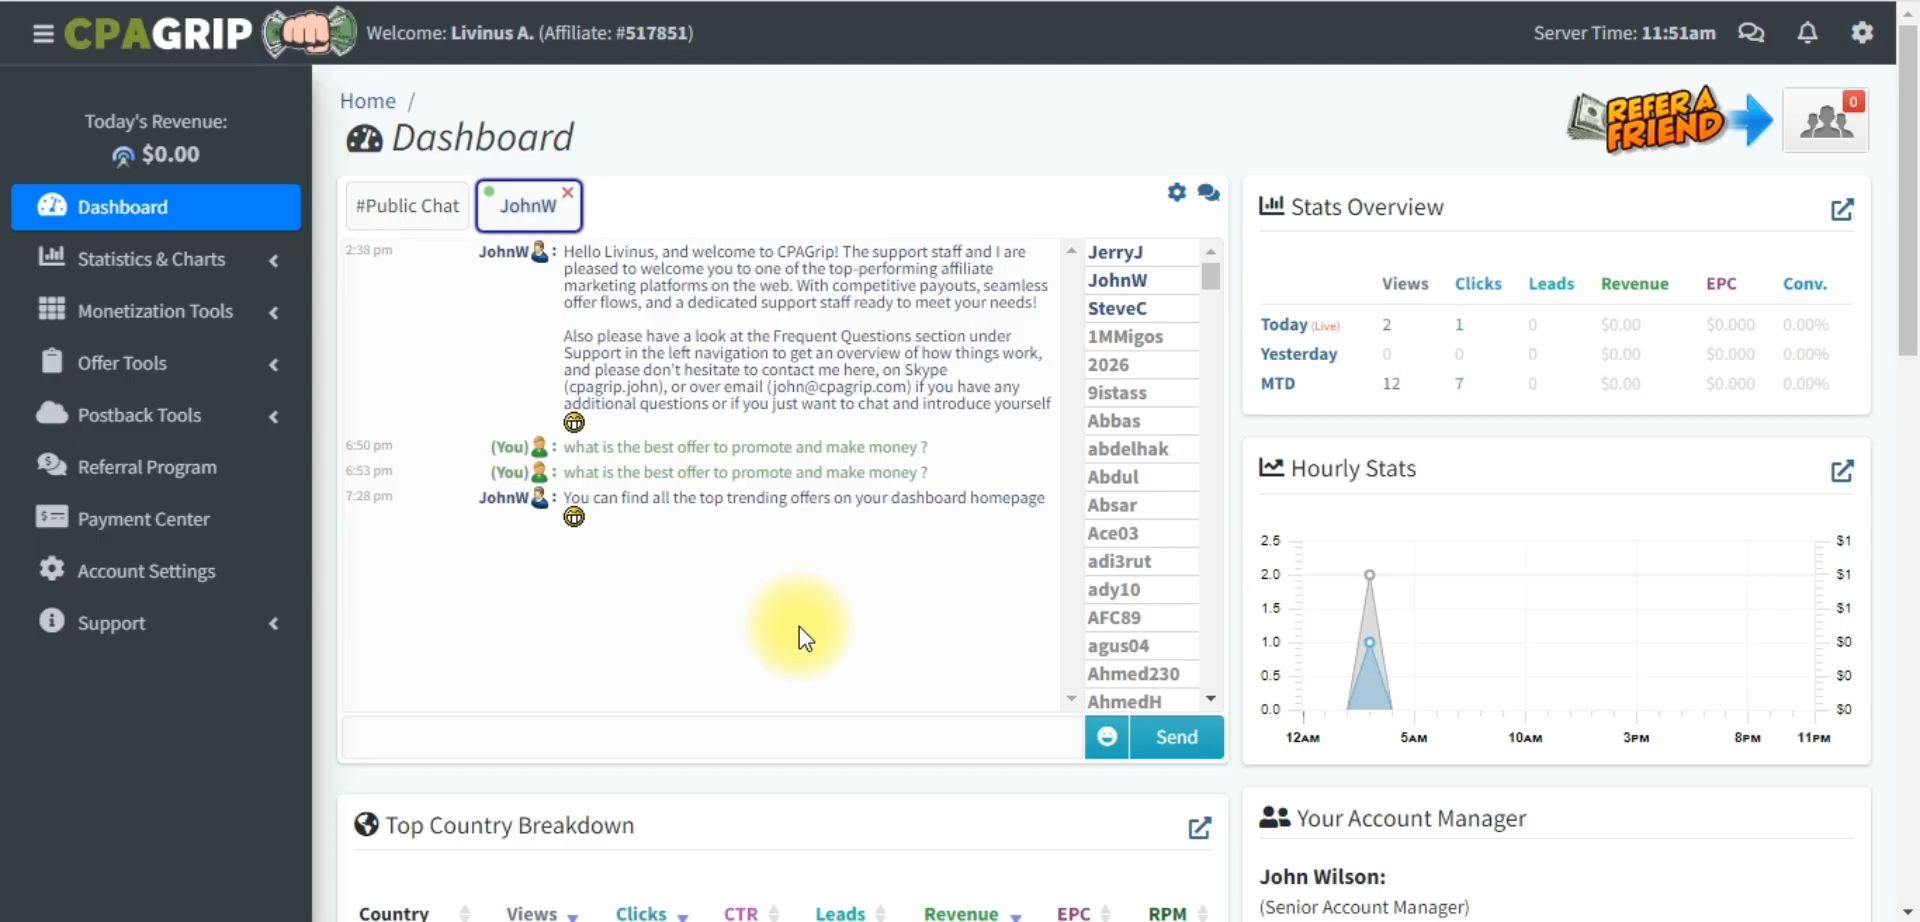 CPAGRIP Welcome: Livinus A. (Affiliate: #517851) Server Time: 11:51am
Today's Revenue:
$0.00
Dashboard
Statistics & Charts
Monetization Tools
Offer Tools
Postback Tools
Referral Program
Payment Center
Account Settings
Support
Home /
Dashboard
REFER A
FRIEND
0
#Public Chat
JohnW
2:38 pm JohnW : Hello Livinus, and welcome to CPAGrip! The support staff and I are
pleased to welcome you to one of the top-performing affiliate
marketing platforms on the web. With competitive payouts, seamless
offer flows, and a dedicated support staff ready to meet your needs!
Also please have a look at the Frequent Questions section under
Support in the left navigation to get an overview of how things work,
and please don't hesitate to contact me here, on Skype
(cpagrip.john), or over email (john@cpagrip.com) if you have any
additional questions or if you just want to chat and introduce yourself
6:50 pm (You) : what is the best offer to promote and make money ?
6:53 pm (You) : what is the best offer to promote and make money ?
7:28 pm JohnW : You can find all the top trending offers on your dashboard homepage
JerryJ
JohnW
SteveC
1MMigos
2026
9istass
Abbas
abdelhak
Abdul
Absar
Ace03
adi3rut
ady10
AFC89
agus04
Ahmed230
AhmedH
Send
Stats Overview
Views Clicks Leads Revenue EPC Conv.
Today (Live) 2 1 0 $0.00 $0.000 0.00%
Yesterday 0 0 0 $0.00 $0.000 0.00%
MTD 12 7 0 $0.00 $0.000 0.00%
Hourly Stats
2.5 $1
2.0 $1
1.5 $1
1.0 $0
0.5 $0
0.0 $0
12AM 5AM 10AM 3PM 8PM 11PM
Top Country Breakdown
Country Views Clicks CTR Leads Revenue EPC RPM
Your Account Manager
John Wilson:
(Senior Account Manager)